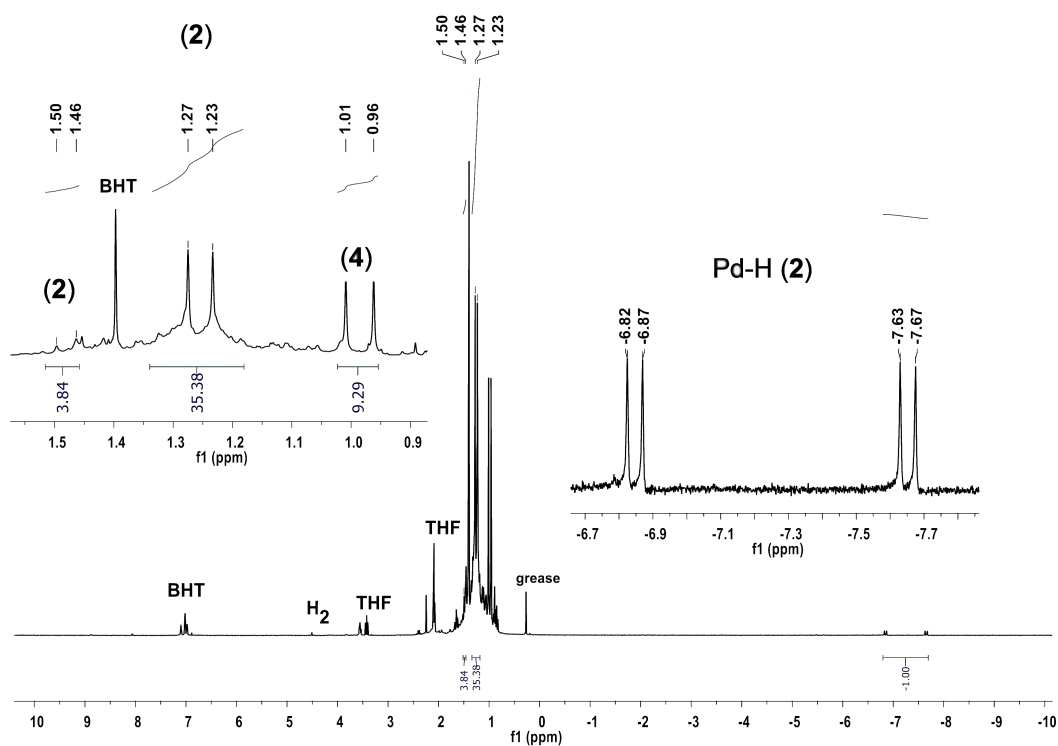 (2)
1.50
1.46
1.27
1.23
1.50
1.46
1.27
1.23
1.01
0.96
BHT
(2)
(4)
3.84
35.38
9.29
1.5 1.4 1.3 1.2 1.1 1.0 0.9
f1 (ppm)
Pd-H (2)
-6.82
-6.87
-7.63
-7.67
-6.7 -6.9 -7.1 -7.3 -7.5 -7.7
f1 (ppm)
BHT
H2
THF
THF
grease
3.84
35.38
-1.00
10 9 8 7 6 5 4 3 2 1 0 -1 -2 -3 -4 -5 -6 -7 -8 -9 -10
f1 (ppm)